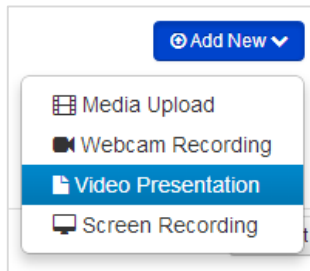 Add New
Media Upload
Webcam Recording
Video Presentation
Screen Recording